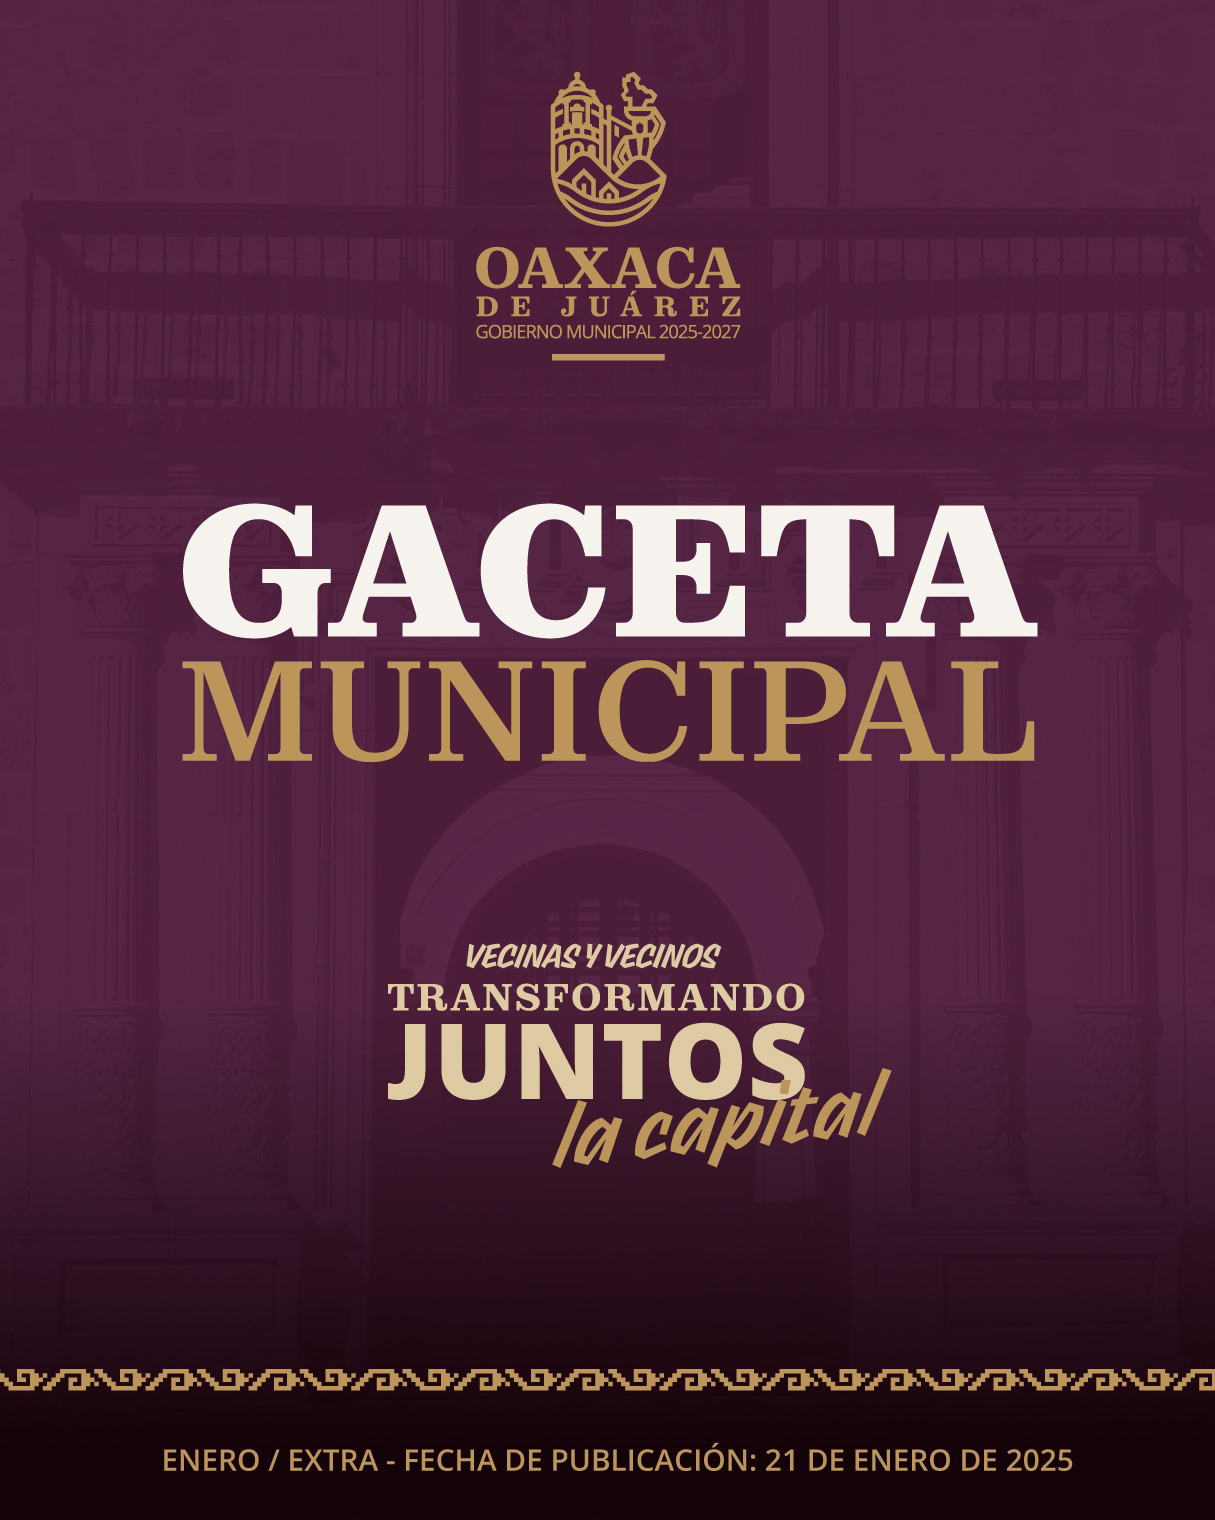 OAXACA
DE JUÁREZ
GOBIERNO MUNICIPAL 2025-2027
GACETA
MUNICIPAL
VECINAS Y VECINOS
TRANSFORMANDO
JUNTOS
la capital
ENERO / EXTRA - FECHA DE PUBLICACIÓN: 21 DE ENERO DE 2025